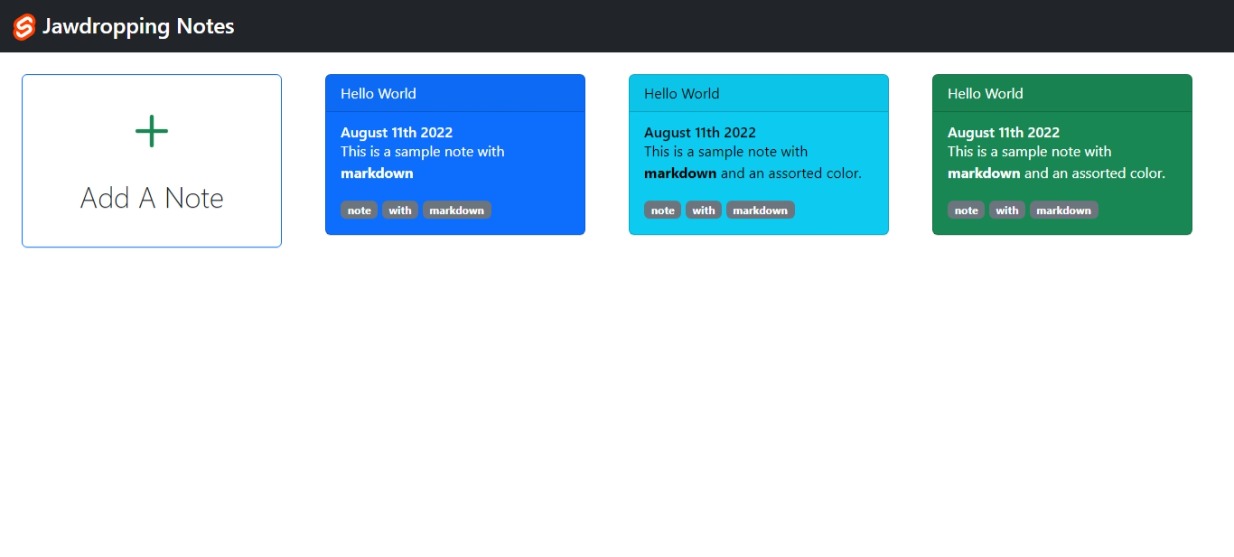 Jawdropping Notes
Add A Note
Hello World
August 11th 2022
This is a sample note with
markdown
note with markdown
Hello World
August 11th 2022
This is a sample note with
markdown and an assorted color.
note with markdown
Hello World
August 11th 2022
This is a sample note with
markdown and an assorted color.
note with markdown